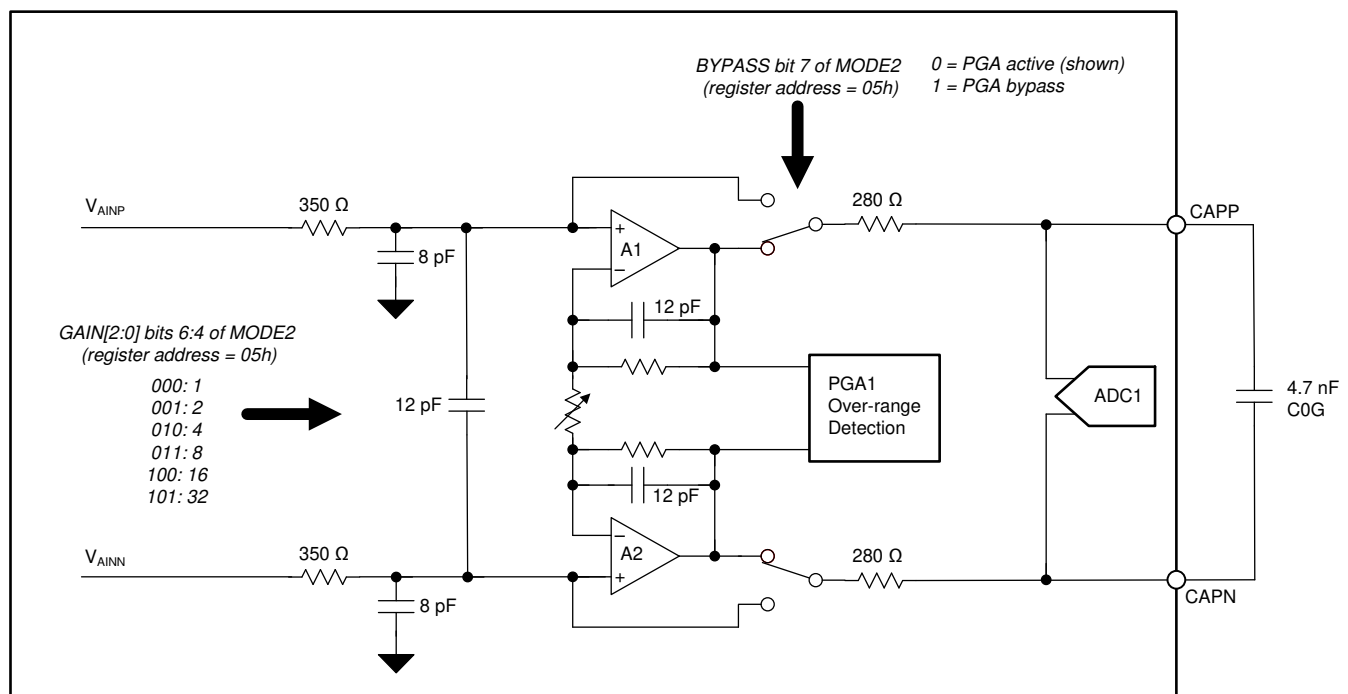 BYPASS bit 7 of MODE2
(register address = 05h)
0 = PGA active (shown)
1 = PGA bypass
VAINP
350 Ω
8 pF
+
A1
−
280 Ω
CAPP
12 pF
GAIN[2:0] bits 6:4 of MODE2
(register address = 05h)
000: 1
001: 2
010: 4
011: 8
100: 16
101: 32
12 pF
PGA1
Over-range
Detection
ADC1
4.7 nF
C0G
12 pF
VAINN
350 Ω
8 pF
−
A2
+
280 Ω
CAPN